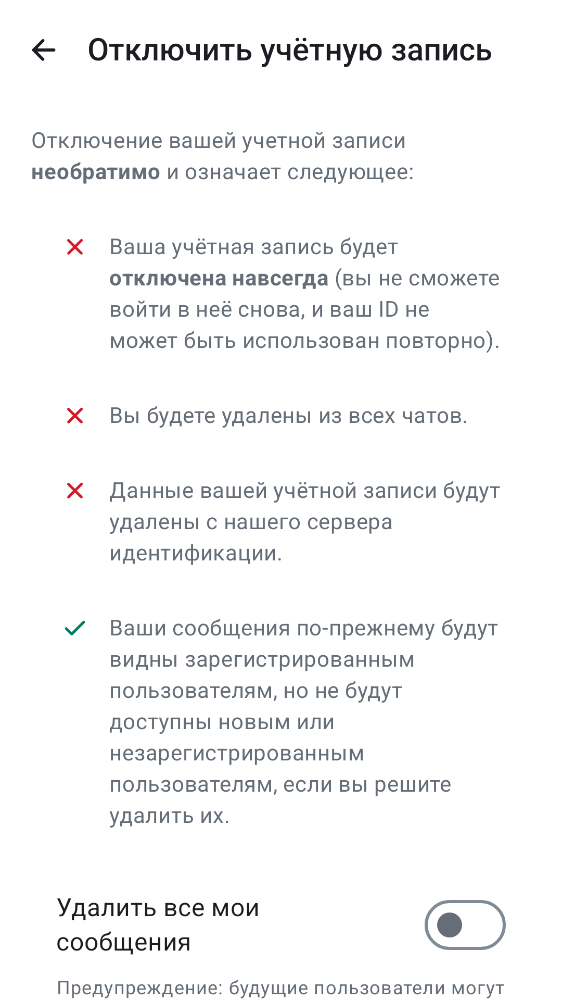 Отключить учётную запись
Отключение вашей учетной записи
необратимо и означает следующее:
Ваша учётная запись будет
отключена навсегда (вы не сможете
войти в неё снова, и ваш ID не
может быть использован повторно).
Вы будете удалены из всех чатов.
Данные вашей учётной записи будут
удалены с нашего сервера
идентификации.
Ваши сообщения по-прежнему будут
видны зарегистрированным
пользователям, но не будут
доступны новым или
незарегистрированным
пользователям, если вы решите
удалить их.
Удалить все мои
сообщения
Предупреждение: будущие пользователи могут